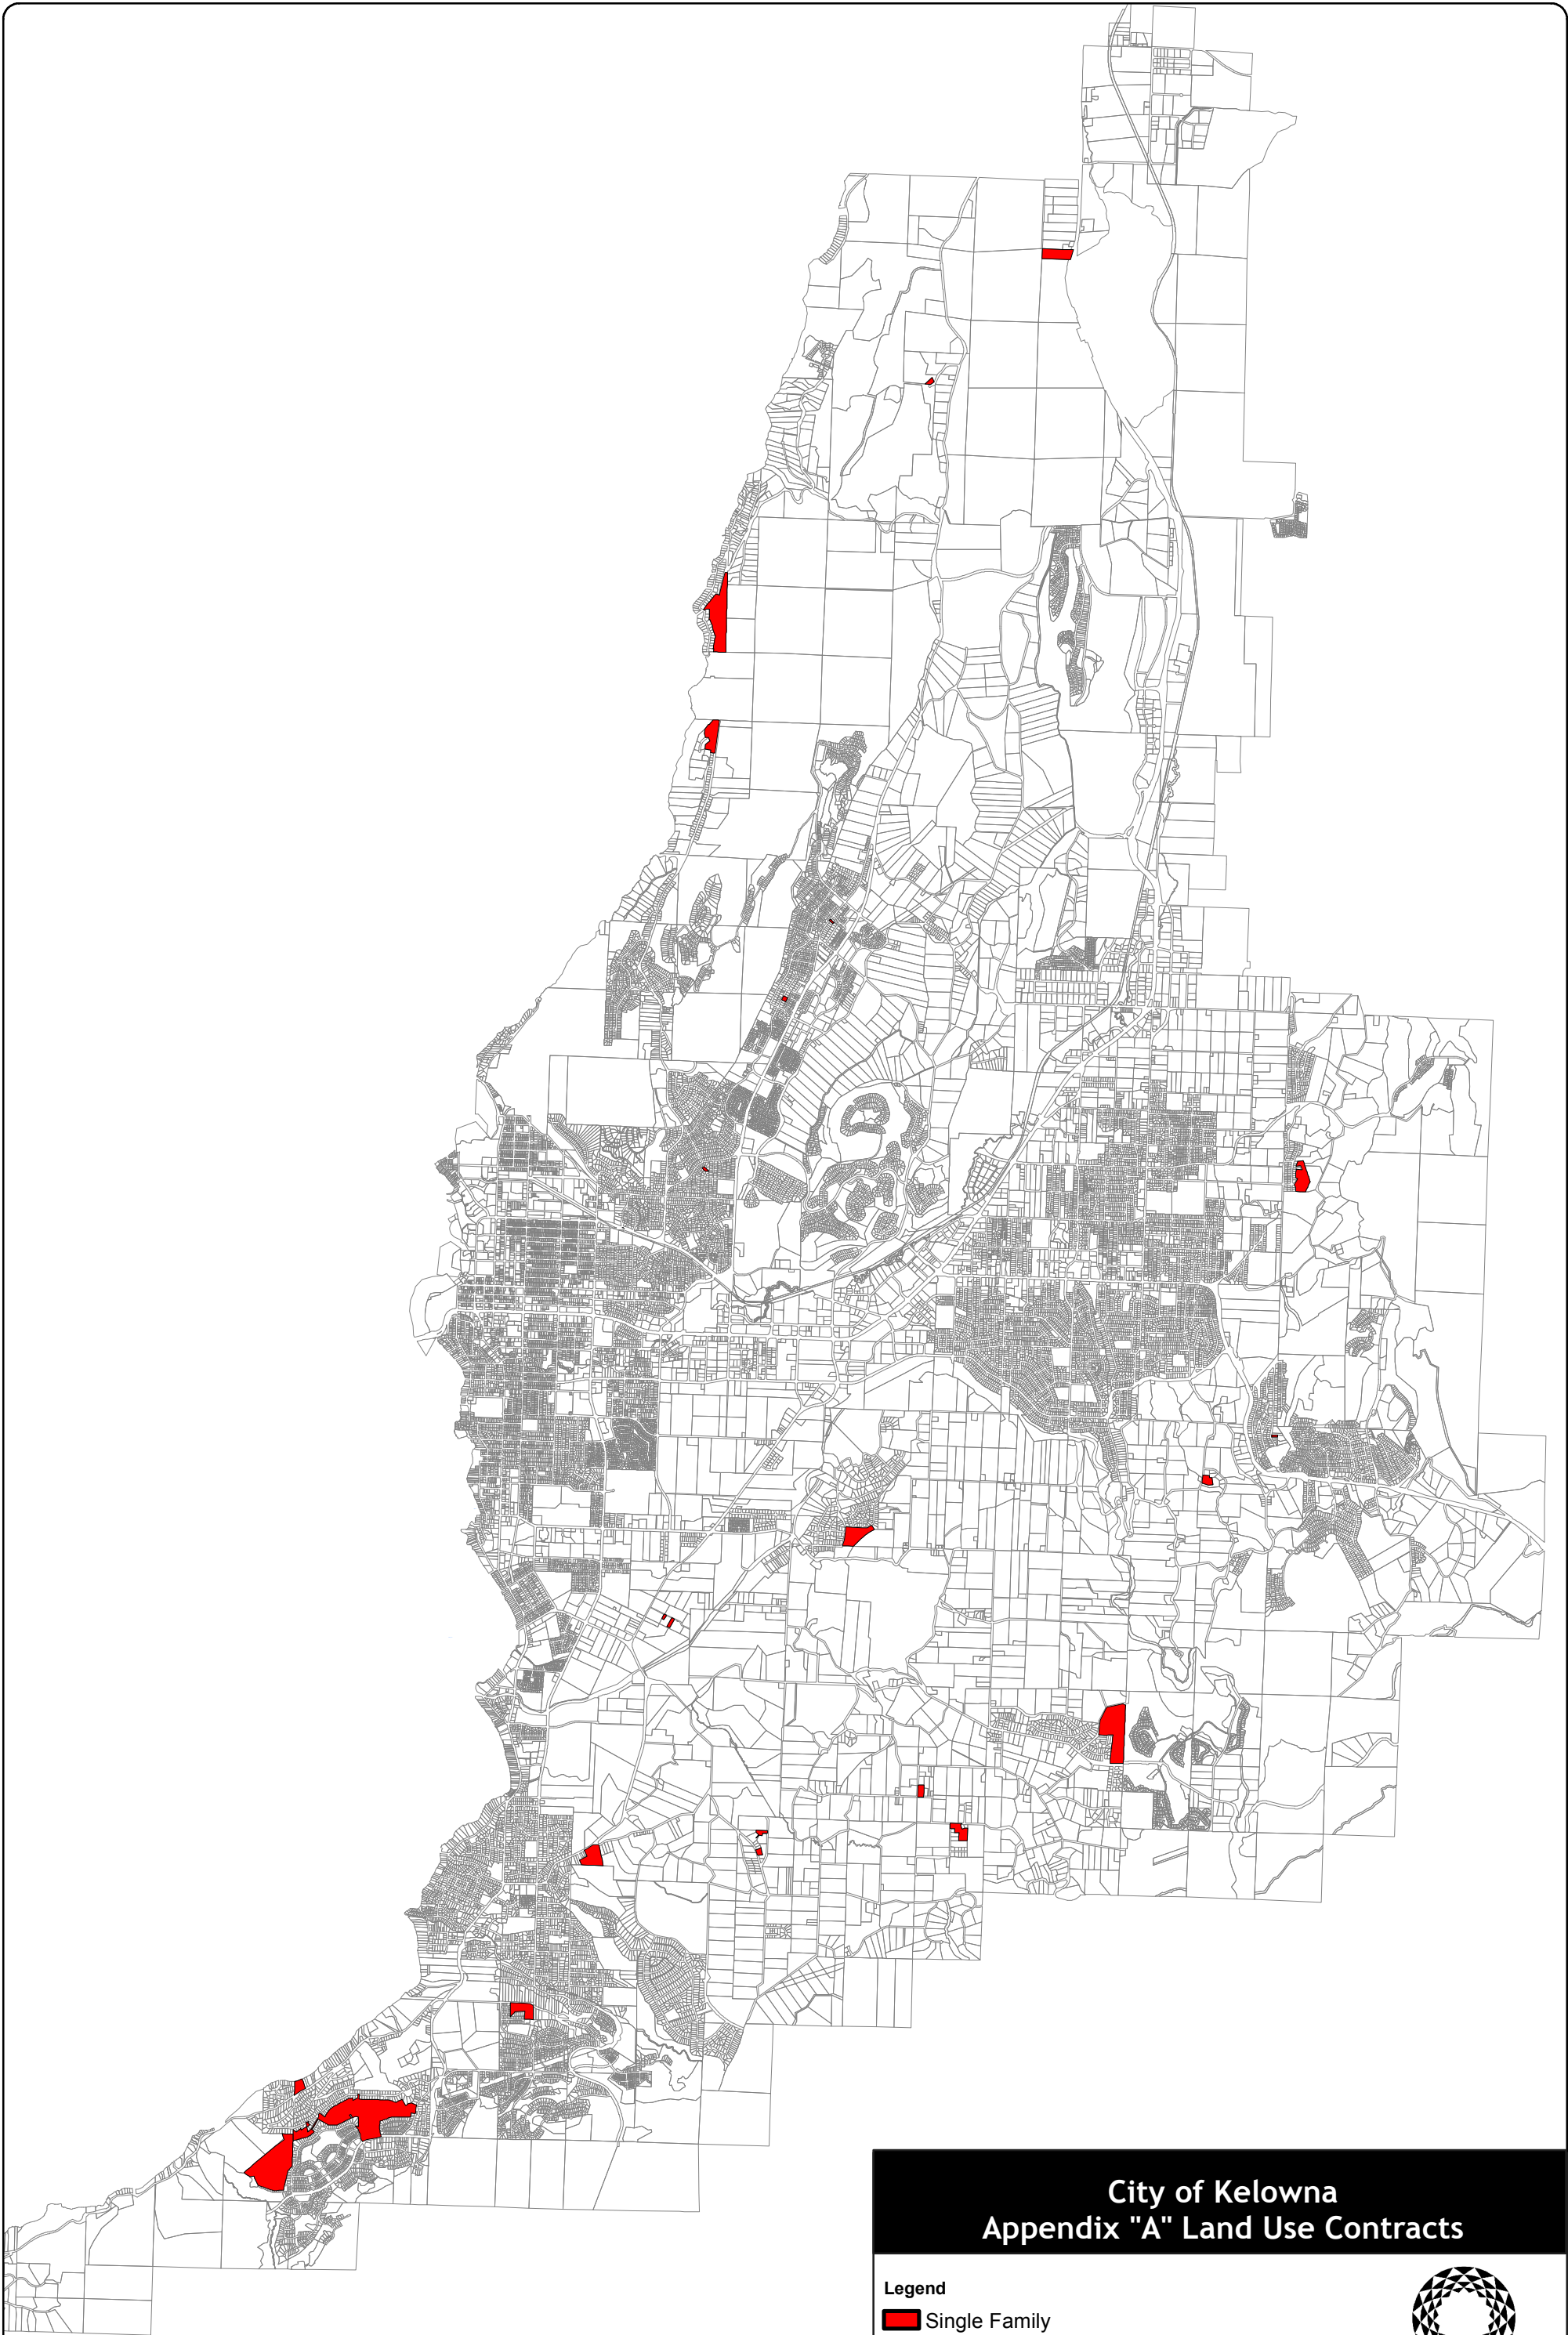 City of Kelowna
Appendix "A" Land Use Contracts
Legend
Single Family